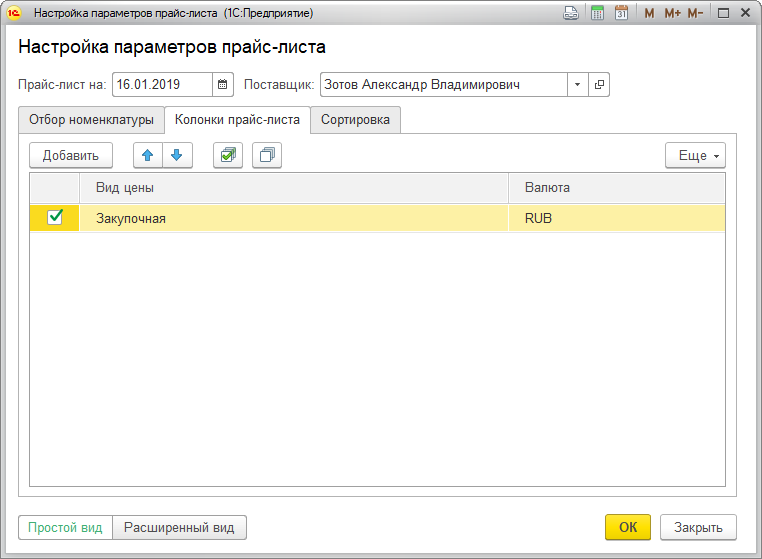 Настройка параметров прайс-листа (1С:Предприятие)
31 M M+ M-
Настройка параметров прайс-листа
Прайс-лист на: 16.01.2019 Поставщик: Зотов Александр Владимирович
Отбор номенклатуры Колонки прайс-листа Сортировка
Добавить Еще
Вид цены Валюта
Закупочная RUB
Простой вид Расширенный вид ОК Закрыть